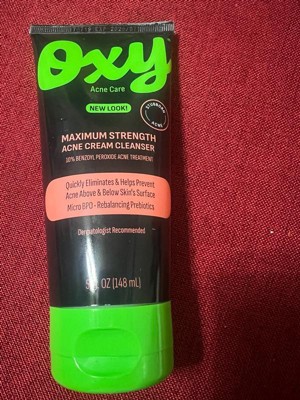 Oxy
Acne Care
NEW LOOK!
STUBBORN
ACNE
MAXIMUM STRENGTH
ACNE CREAM CLEANSER
10% BENZOYL PEROXIDE ACNE TREATMENT
Quickly Eliminates & Helps Prevent
Acne Above & Below Skin's Surface
Micro BPO - Rebalancing Prebiotics
Dermatologist Recommended
OZ (148 mL)